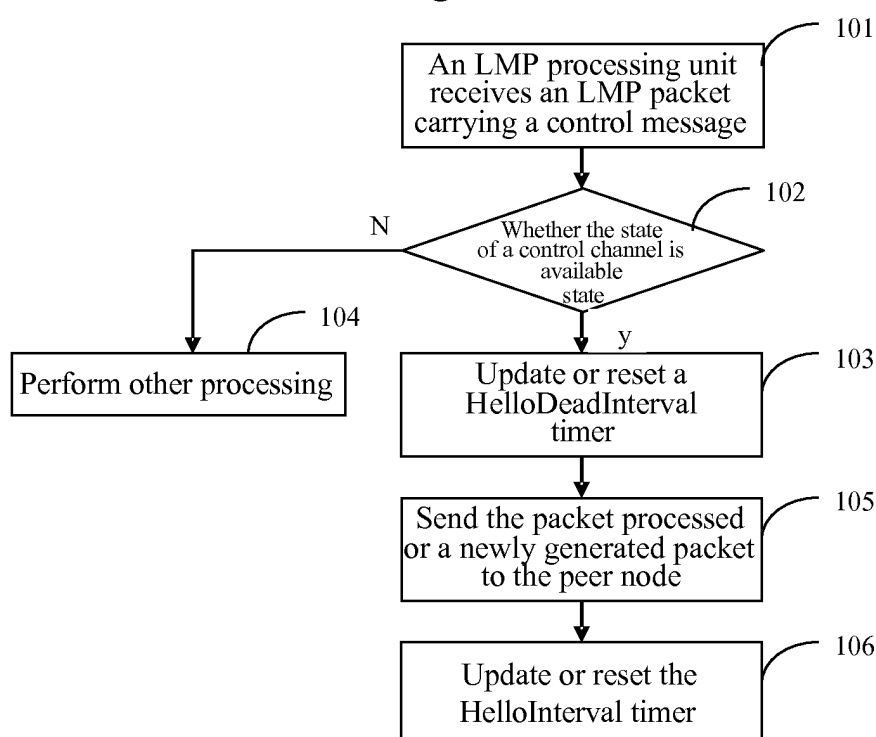 101
An LMP processing unit
receives an LMP packet
carrying a control message
102
N
Whether the state
of a control channel is
available
state
104
y
103
Perform other processing
Update or reset a
HelloDeadInterval
timer
105
Send the packet processed
or a newly generated packet
to the peer node
106
Update or reset the
HelloInterval timer